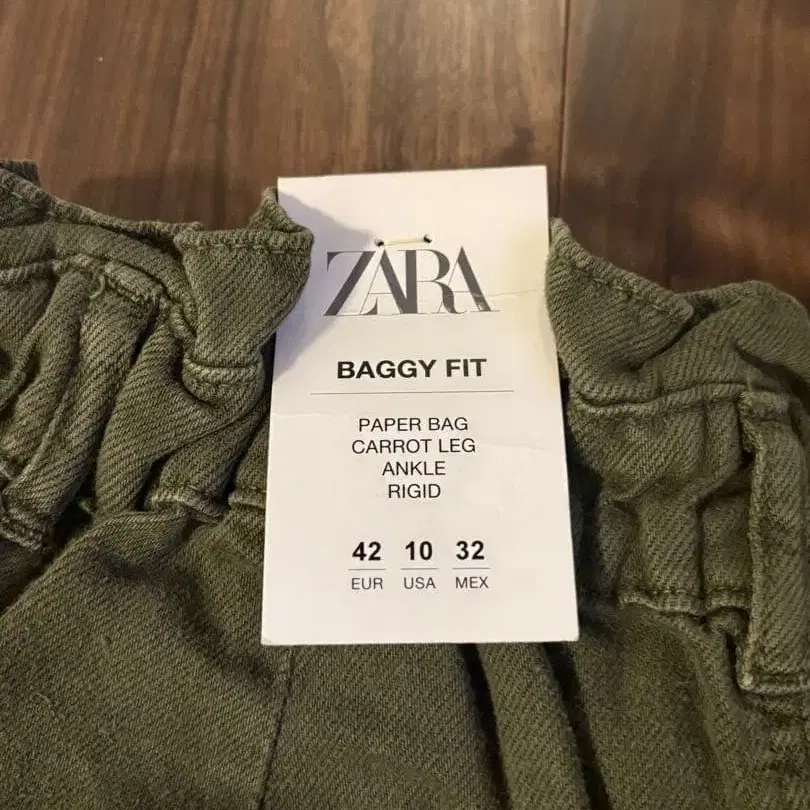 ZARA
BAGGY FIT
PAPER BAG
CARROT LEG
ANKLE
RIGID
42 10 32
EUR USA MEX